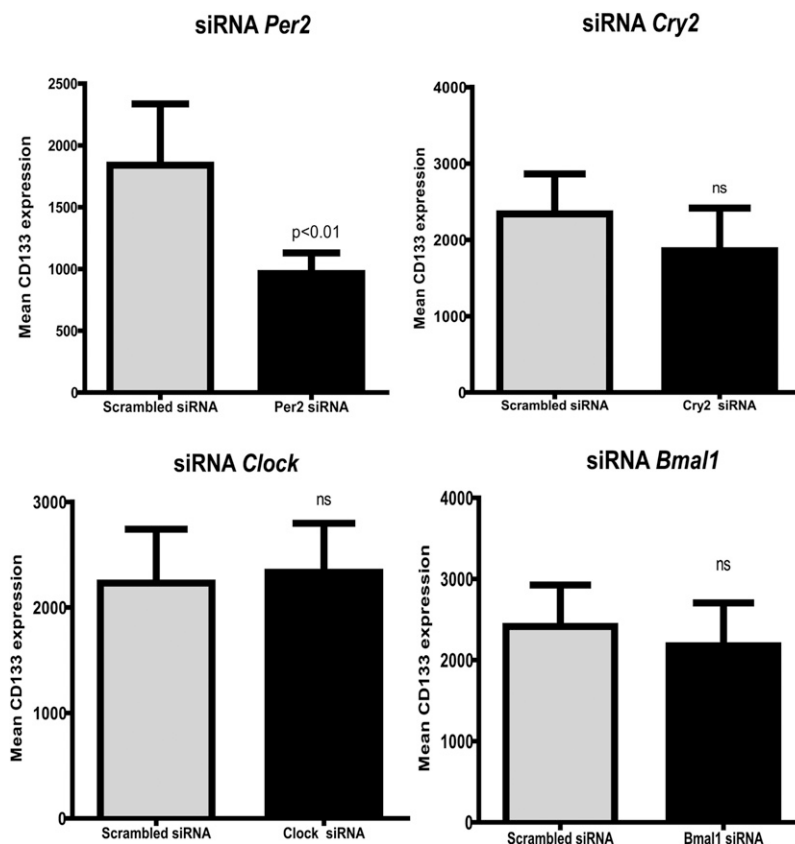 siRNA Per2
2500
2000
1500
1000
500
0
Mean CD133 expression
p<0.01
Scrambled siRNA
Per2 siRNA
siRNA Cry2
4000
3000
2000
1000
0
Mean CD133 expression
ns
Scrambled siRNA
Cry2 siRNA
siRNA Clock
3000
2000
1000
0
Mean CD133 expression
ns
Scrambled siRNA
Clock siRNA
siRNA Bmal1
4000
3000
2000
1000
0
Mean CD133 expression
ns
Scrambled siRNA
Bmal1 siRNA